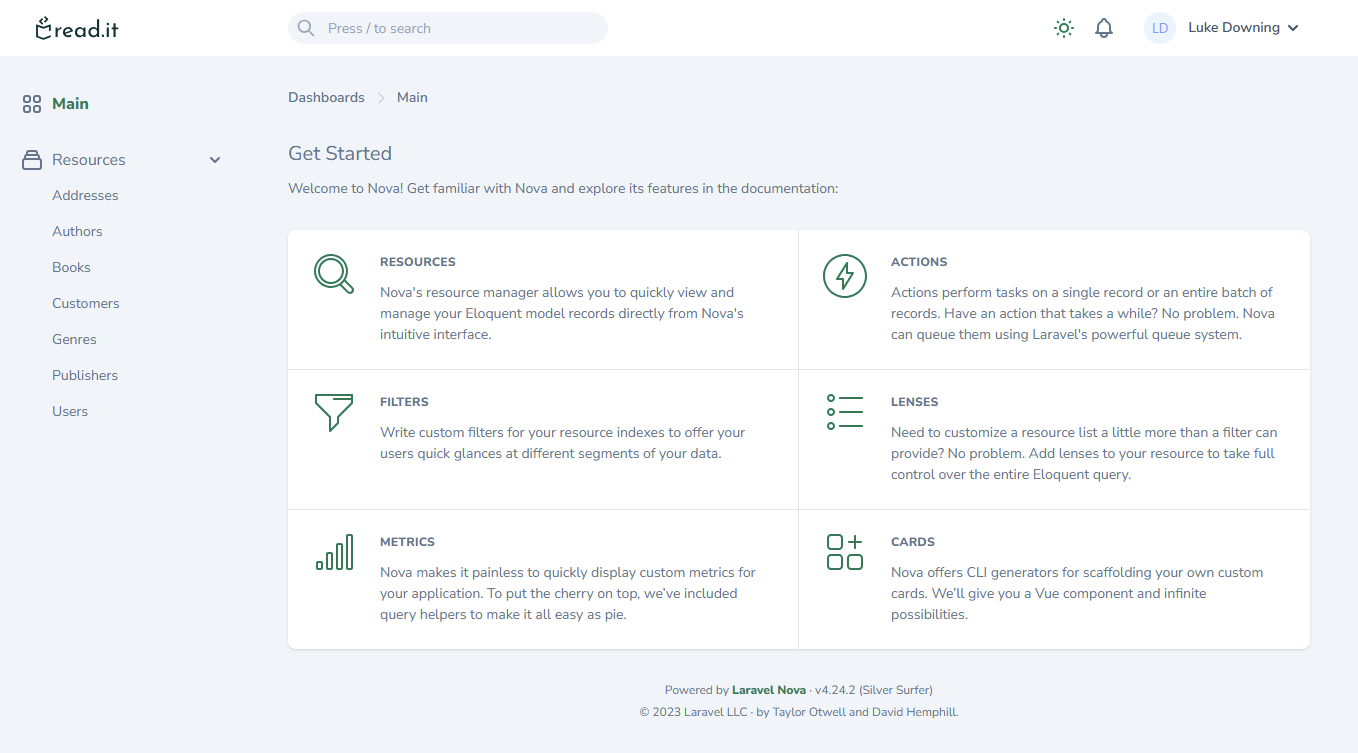 read.it
Press / to search
LD
Luke Downing
Main
Resources
Addresses
Authors
Books
Customers
Genres
Publishers
Users
Dashboards
Main
Get Started
Welcome to Nova! Get familiar with Nova and explore its features in the documentation:
RESOURCES
Nova's resource manager allows you to quickly view and
manage your Eloquent model records directly from Nova's
intuitive interface.
ACTIONS
Actions perform tasks on a single record or an entire batch of
records. Have an action that takes a while? No problem. Nova
can queue them using Laravel's powerful queue system.
FILTERS
Write custom filters for your resource indexes to offer your
users quick glances at different segments of your data.
LENSES
Need to customize a resource list a little more than a filter can
provide? No problem. Add lenses to your resource to take full
control over the entire Eloquent query.
METRICS
Nova makes it painless to quickly display custom metrics for
your application. To put the cherry on top, we’ve included
query helpers to make it all easy as pie.
CARDS
Nova offers CLI generators for scaffolding your own custom
cards. We’ll give you a Vue component and infinite
possibilities.
Powered by Laravel Nova · v4.24.2 (Silver Surfer)
© 2023 Laravel LLC · by Taylor Otwell and David Hemphill.